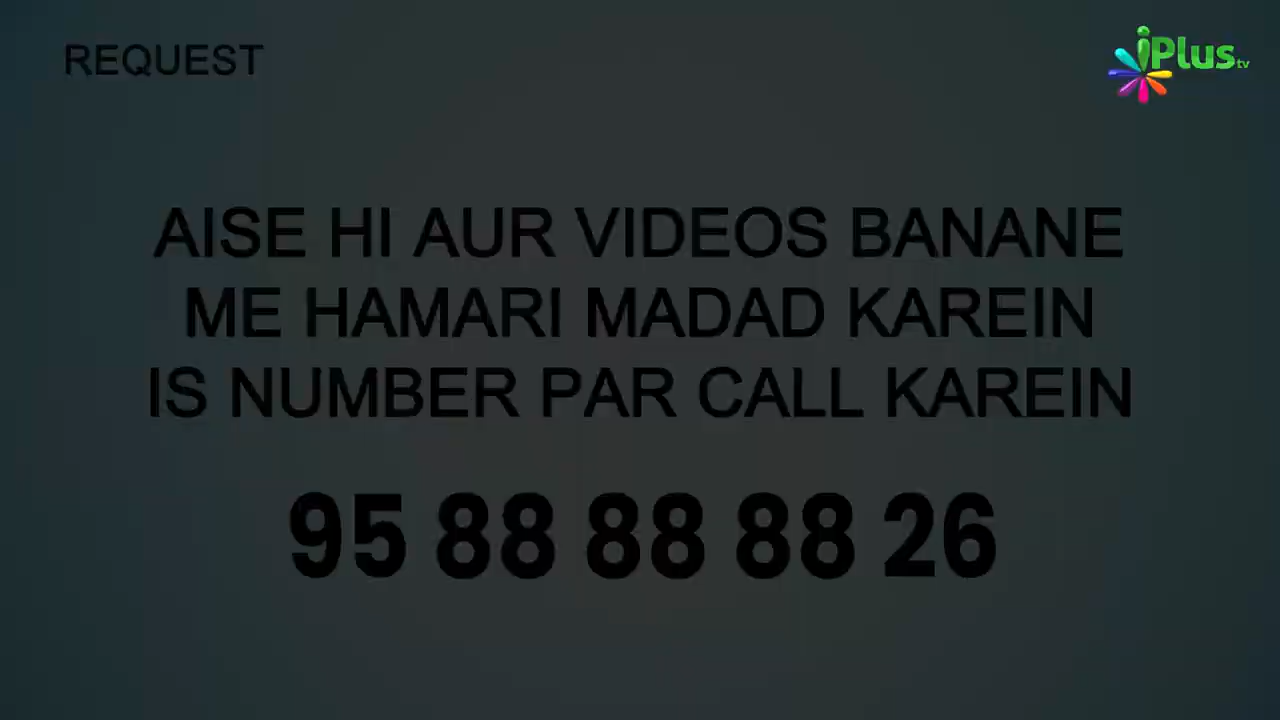 REQUEST
iPlus tv
AISE HI AUR VIDEOS BANANE
ME HAMARI MADAD KAREIN
IS NUMBER PAR CALL KAREIN
95 88 88 88 26